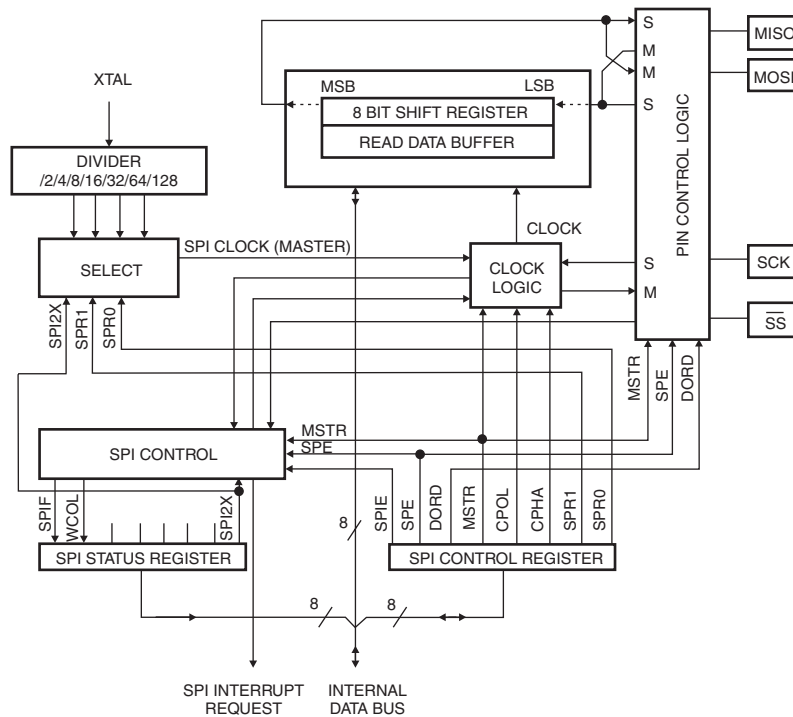 S
MISO
M
MOSI
M
MSB
LSB
XTAL
8 BIT SHIFT REGISTER
S
READ DATA BUFFER
DIVIDER
/2/4/8/16/32/64/128
PIN CONTROL LOGIC
CLOCK
SPI CLOCK (MASTER)
SELECT
CLOCK
LOGIC
S
SCK
M
SS
SPI2X
SPR1
SPR0
MSTR
SPE
DORD
MSTR
SPE
SPI CONTROL
SPIF
WCOL
SPI2X
SPIE
SPE
DORD
MSTR
CPOL
CPHA
SPR1
SPR0
8
SPI STATUS REGISTER
SPI CONTROL REGISTER
8
8
SPI INTERRUPT
REQUEST
INTERNAL
DATA BUS